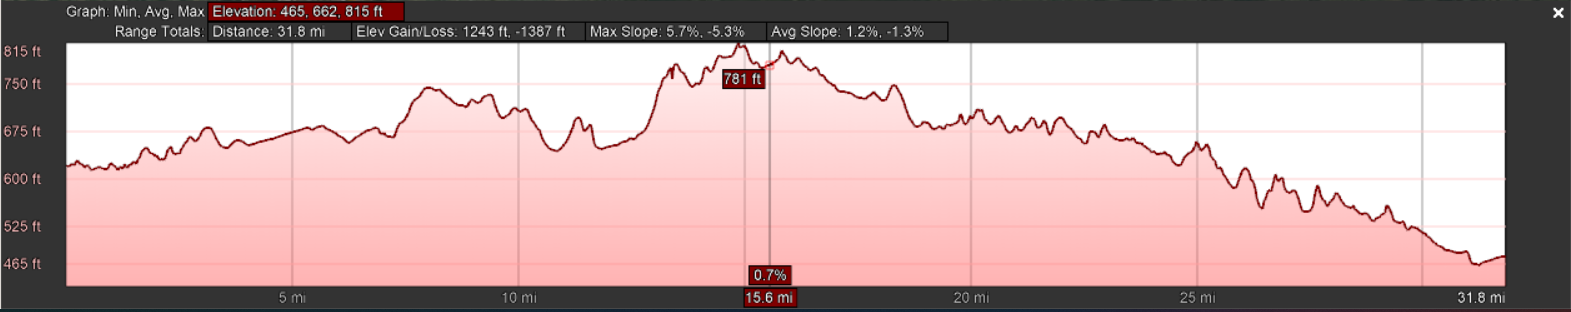 Graph: Min, Avg, Max Elevation: 465, 662, 815 ft
Range Totals: Distance: 31.8 mi Elev Gain/Loss: 1243 ft, -1387 ft Max Slope: 5.7%, -5.3% Avg Slope: 1.2%, -1.3%
815 ft
750 ft
781 ft
675 ft
600 ft
525 ft
465 ft
0.7%
5 mi 10 mi 15.6 mi 20 mi 25 mi 31.8 mi